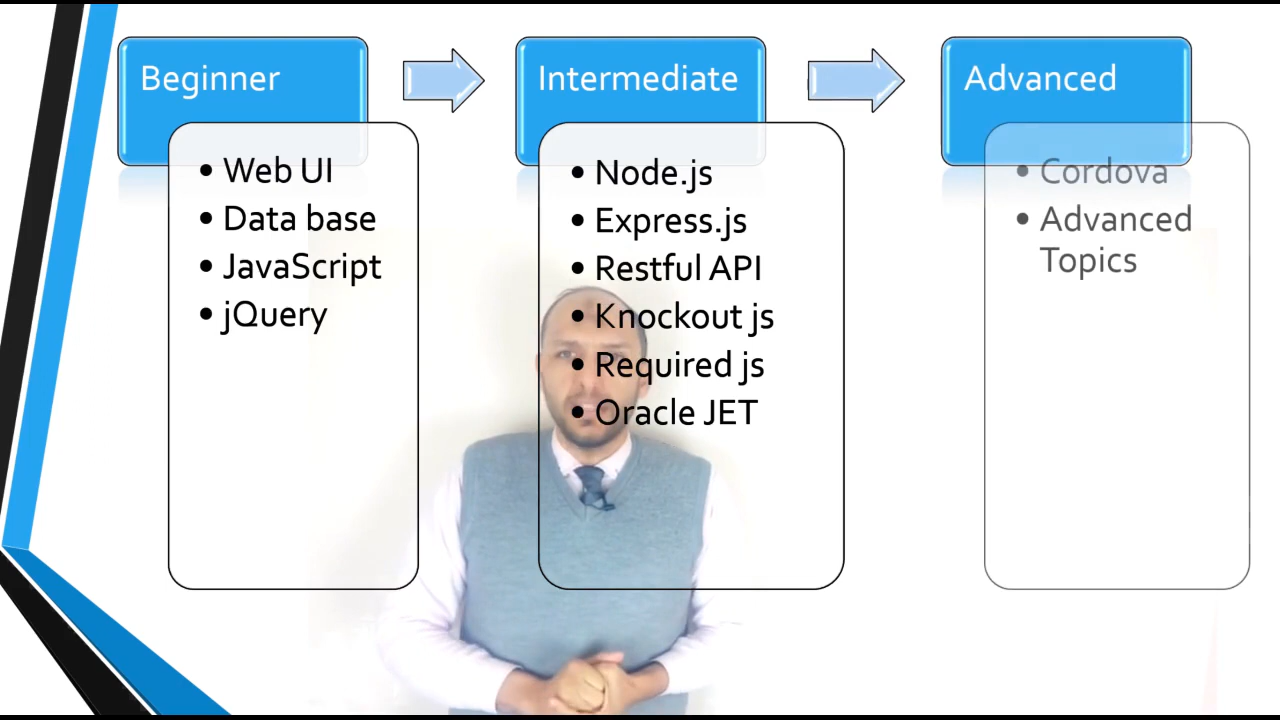 Beginner
• Web UI
• Data base
• JavaScript
• jQuery
Intermediate
• Node.js
• Express.js
• Restful API
• Knockout js
• Required js
• Oracle JET
Advanced
• Cordova
• Advanced
Topics